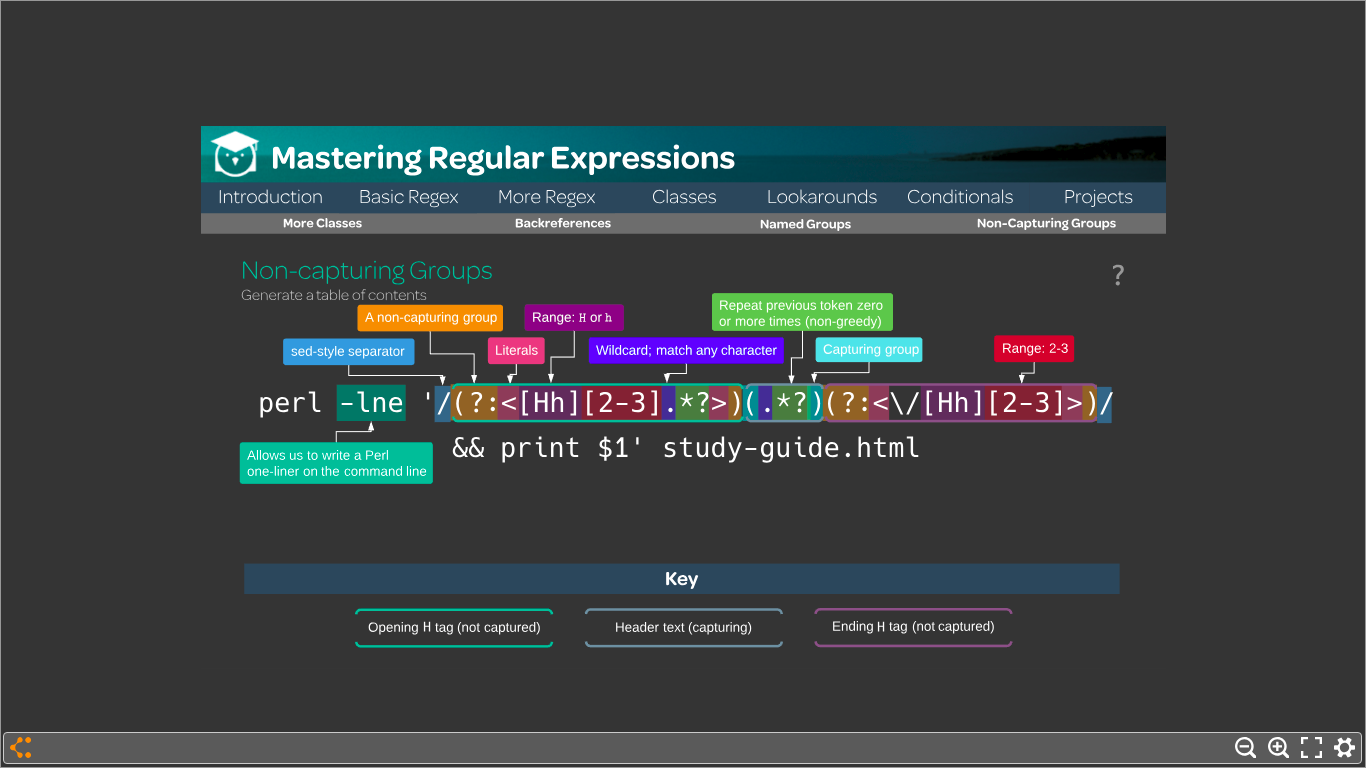 Mastering Regular Expressions
Introduction Basic Regex More Regex Classes Lookarounds Conditionals Projects
More Classes Backreferences Named Groups Non-Capturing Groups
Non-capturing Groups
?
Generate a table of contents
A non-capturing group
Range: H or h
Repeat previous token zero
or more times (non-greedy)
sed-style separator
Literals
Wildcard; match any character
Capturing group
Range: 2-3
perl -lne '/(?:<[Hh][2-3].*?>)(.*?)(?:<\/[Hh][2-3]>)/
&& print $1' study-guide.html
Allows us to write a Perl
one-liner on the command line
Key
Opening H tag (not captured)
Header text (capturing)
Ending H tag (not captured)